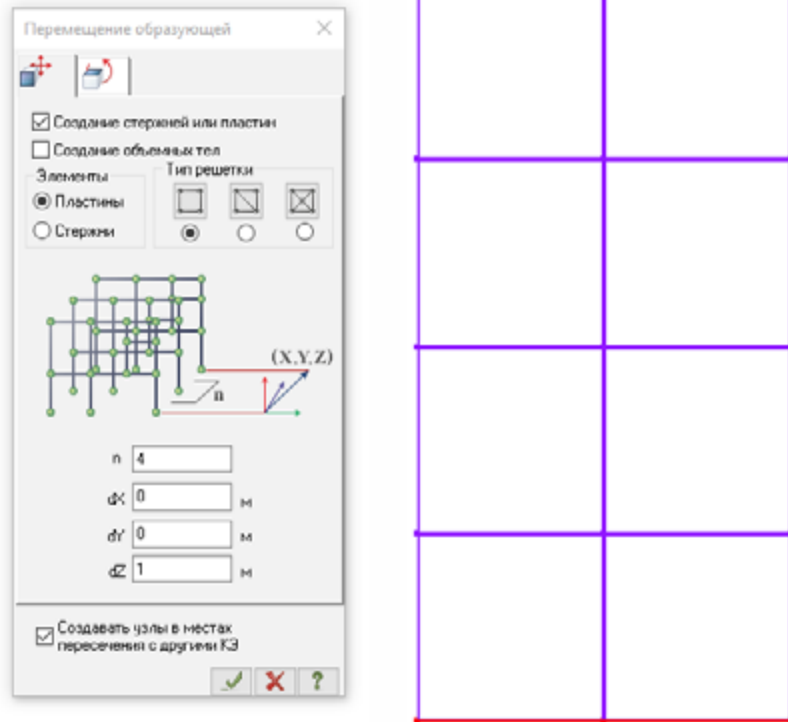 Перемещение образующей
Создание стержней или пластин
Создание объемных тел
Элементы
Тип решетки
Пластины
Стержни
(X,Y,Z)
n
n 4
dX 0 м
dY 0 м
dZ 1 м
Создавать узлы в местах
пересечения с другими КЭ
?